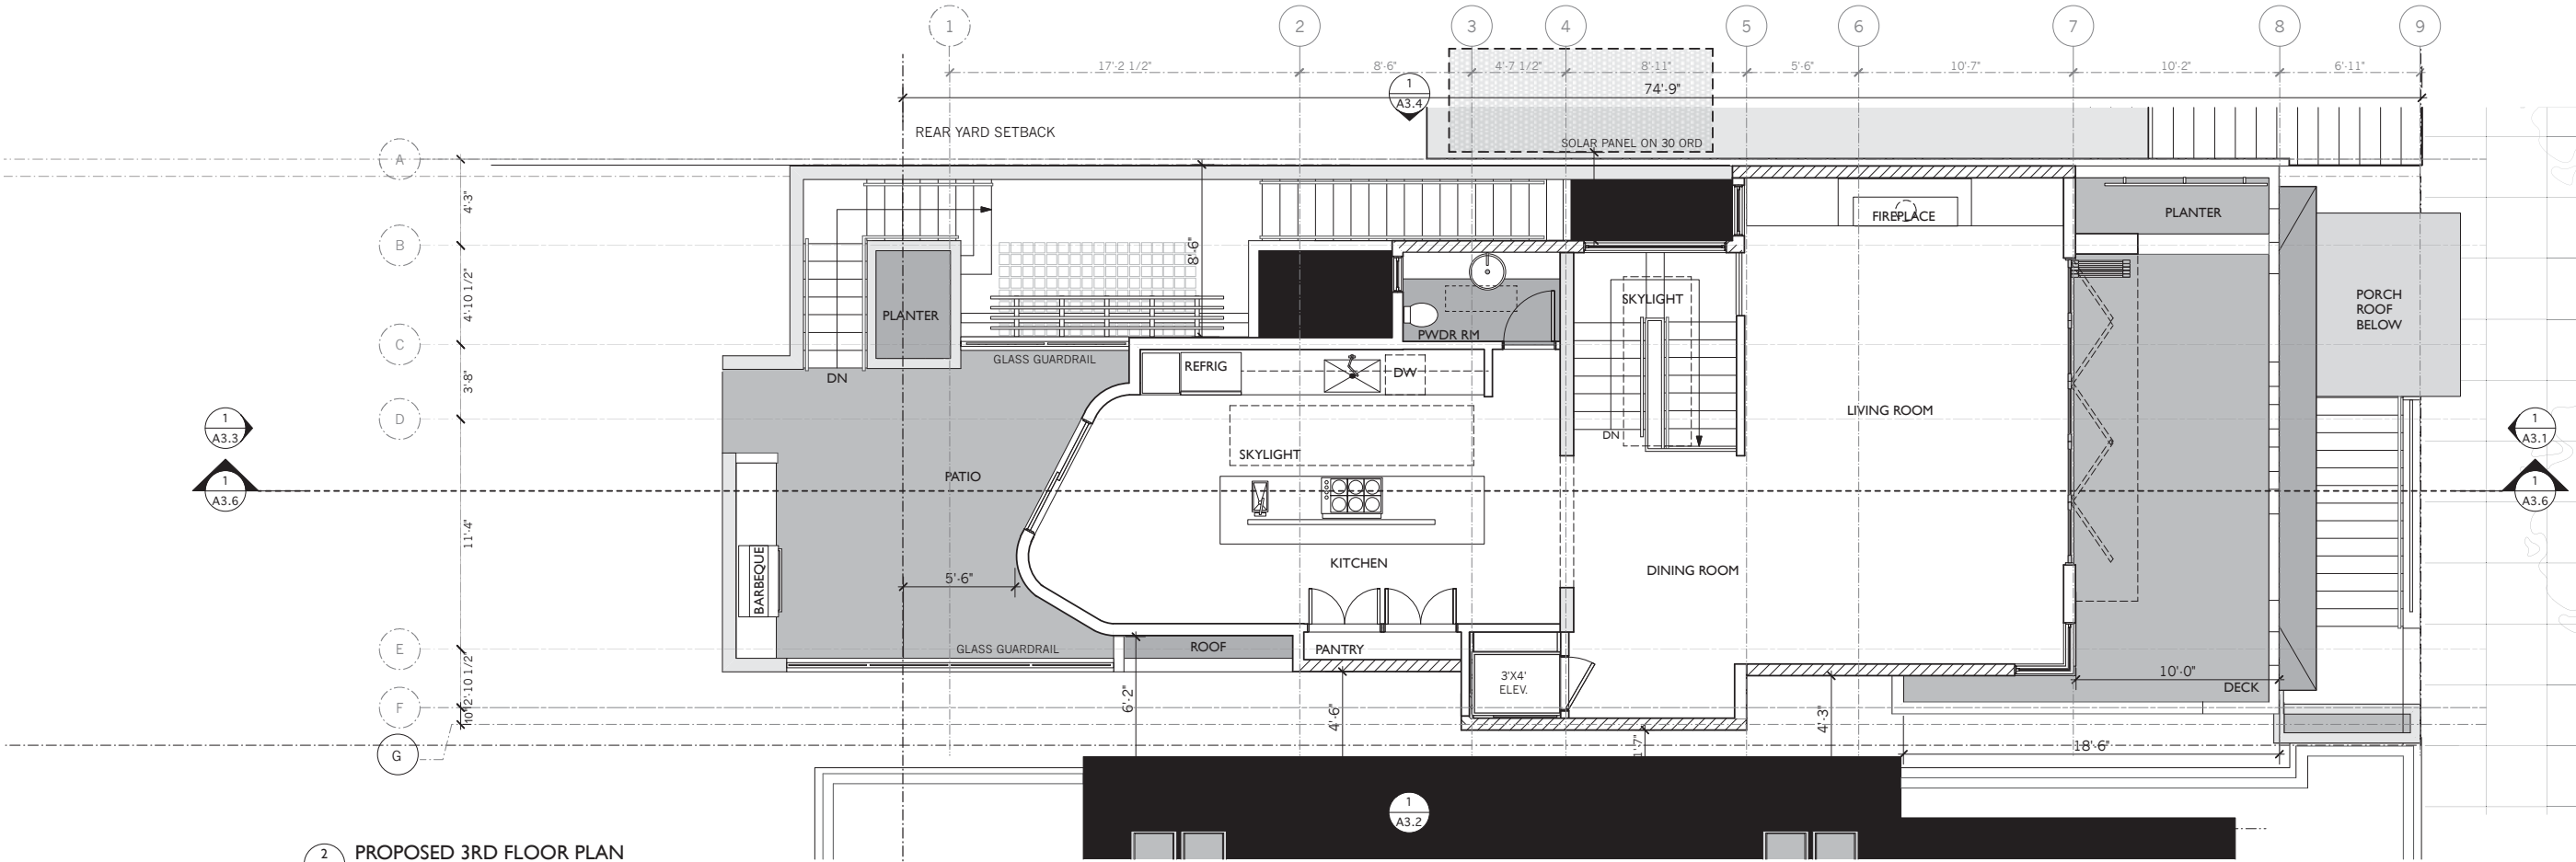 1
2
3
4
5
6
7
8
9
17'-2 1/2"
8'-6"
4'-7 1/2"
8'-11"
5'-6"
10'-7"
10'-2"
6'-11"
74'-9"
1
A3.4
REAR YARD SETBACK
SOLAR PANEL ON 30 ORD
A
B
C
D
E
F
G
4'-3"
4'-10 1/2"
3'-8"
11'-4"
2'-10 1/2"
10"
8'-6"
FIREPLACE
PLANTER
PLANTER
SKYLIGHT
PORCH
ROOF
BELOW
PWDR RM
GLASS GUARDRAIL
REFRIG
DW
DN
DN
LIVING ROOM
1
A3.3
1
A3.1
SKYLIGHT
PATIO
1
A3.6
1
A3.6
BARBEQUE
KITCHEN
DINING ROOM
5'-6"
GLASS GUARDRAIL
ROOF
PANTRY
3'X4'
ELEV.
10'-0"
DECK
6'-2"
4'-6"
1'-7"
4'-3"
18'-6"
1
A3.2
2
PROPOSED 3RD FLOOR PLAN